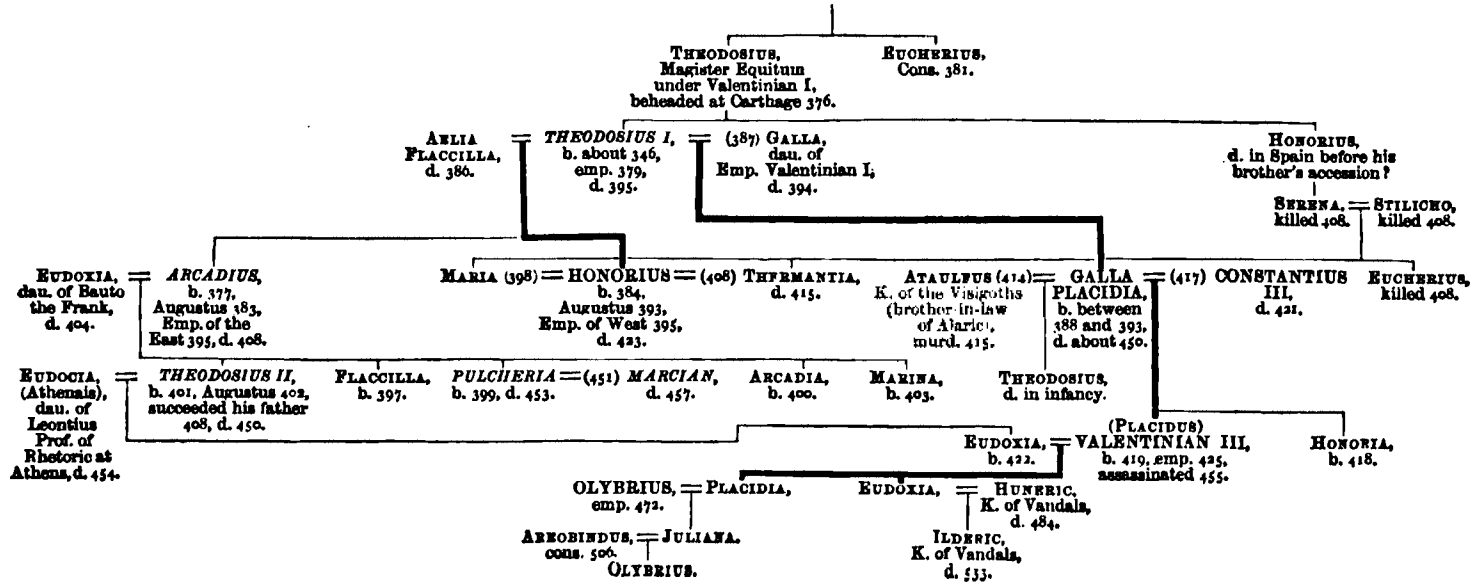 THEODOSIUS,
Magister Equitum
under Valentinian I,
beheaded at Carthage 376.
EUCHERIUS,
Cons. 381.
AELIA
FLACCILLA,
d. 386.
=
THEODOSIUS I,
b. about 346,
emp. 379,
d. 395.
=
(387) GALLA,
dau. of
Emp. Valentinian I,
d. 394.
HONORIUS,
d. in Spain before his
brother's accession?
SERENA,
killed 408.
=
STILICHO,
killed 408.
EUDOXIA,
dau. of Bauto
the Frank,
d. 404.
=
ARCADIUS,
b. 377,
Augustus 383,
Emp. of the
East 395, d. 408.
MARIA (398) =
HONORIUS
b. 384,
Augustus 393,
Emp. of West 395,
d. 423.
= (408) THERMANTIA,
d. 415.
ATAULFUS (414) =
K. of the Visigoths
(brother-in-law
of Alaric),
murd. 415.
GALLA
PLACIDIA,
b. between
388 and 393,
d. about 450.
= (417) CONSTANTIUS
III,
d. 421.
EUCHERIUS,
killed 408.
EUDOCIA,
(Athenais),
dau. of
Leontius
Prof. of
Rhetoric at
Athens, d. 454.
=
THEODOSIUS II,
b. 401, Augustus 402,
succeeded his father
408, d. 450.
FLACCILLA,
b. 397.
PULCHERIA
b. 399, d. 453.
= (451) MARCIAN,
d. 457.
ARCADIA,
b. 400.
MARINA,
b. 403.
THEODOSIUS,
d. in infancy.
EUDOXIA,
b. 422.
=
(PLACIDUS)
VALENTINIAN III,
b. 419, emp. 425,
assassinated 455.
HONORIA,
b. 418.
OLYBRIUS,
emp. 472.
= PLACIDIA,
EUDOXIA,
=
HUNERIC,
K. of Vandals,
d. 484.
AREOBINDUS,
cons. 506.
= JULIANA.
OLYBRIUS.
ILDERIC,
K. of Vandals,
d. 533.